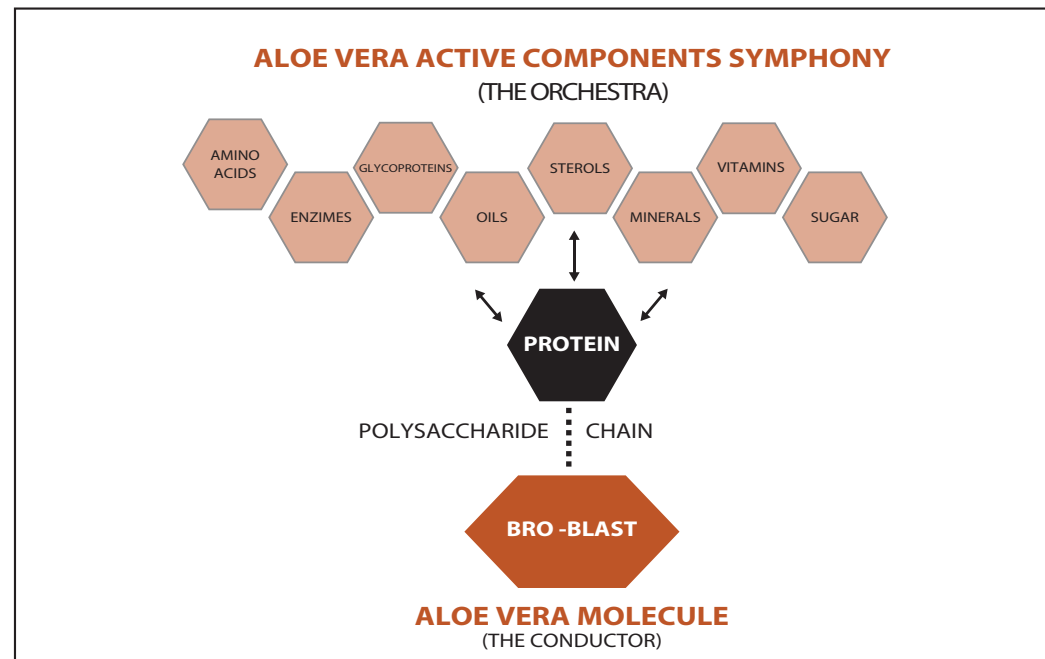 ALOE VERA ACTIVE COMPONENTS SYMPHONY
(THE ORCHESTRA)
AMINO
ACIDS
ENZIMES
GLYCOPROTEINS
OILS
STEROLS
MINERALS
VITAMINS
SUGAR
PROTEIN
POLYSACCHARIDE CHAIN
BRO -BLAST
ALOE VERA MOLECULE
(THE CONDUCTOR)